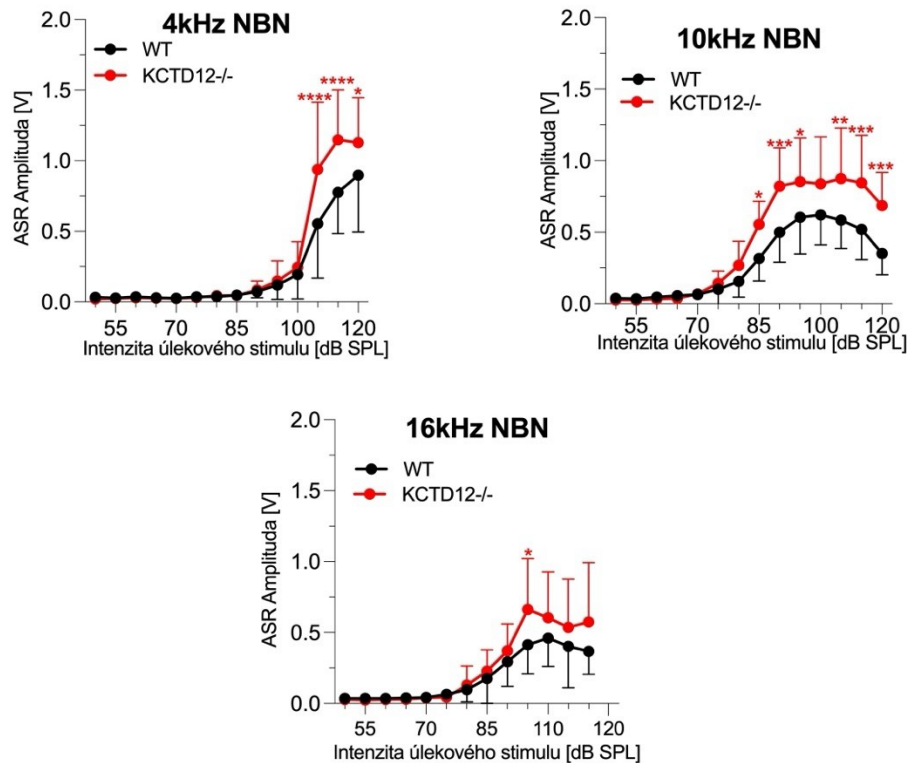 4kHz NBN
WT
KCTD12-/-
**** **** *
ASR Amplituda [V]
2.0
1.5
1.0
0.5
0.0
55 70 85 100 120
Intenzita úlekového stimulu [dB SPL]
10kHz NBN
WT
KCTD12-/-
* *** * ** *** ***
ASR Amplituda [V]
2.0
1.5
1.0
0.5
0.0
55 70 85 100 120
Intenzita úlekového stimulu [dB SPL]
16kHz NBN
WT
KCTD12-/-
*
ASR Amplituda [V]
2.0
1.5
1.0
0.5
0.0
55 70 85 110 120
Intenzita úlekového stimulu [dB SPL]